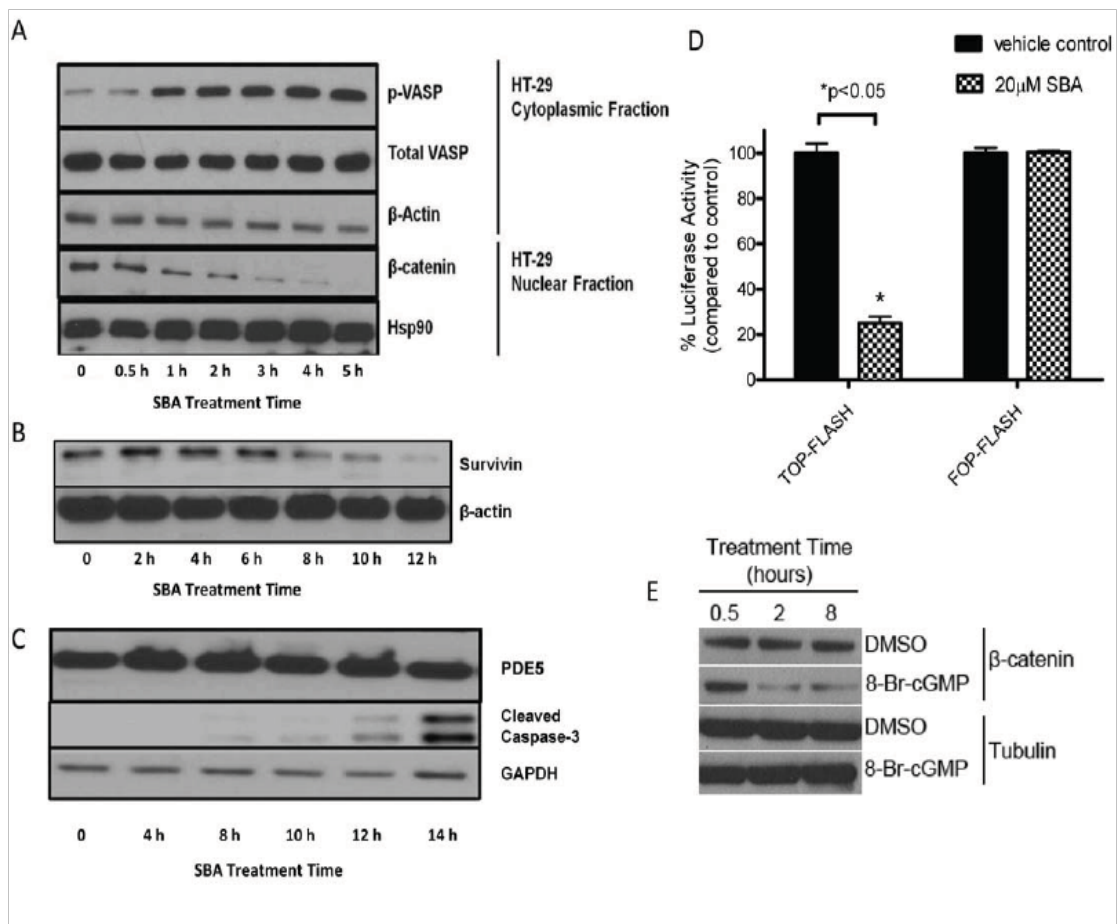 A
p-VASP
Total VASP
β-Actin
HT-29
Cytoplasmic Fraction
β-catenin
Hsp90
HT-29
Nuclear Fraction
0 0.5 h 1 h 2 h 3 h 4 h 5 h
SBA Treatment Time
B
Survivin
β-actin
0 2 h 4 h 6 h 8 h 10 h 12 h
SBA Treatment Time
C
PDE5
Cleaved
Caspase-3
GAPDH
0 4 h 8 h 10 h 12 h 14 h
SBA Treatment Time
D
vehicle control
20μM SBA
*p<0.05
% Luciferase Activity
(compared to control)
100
80
60
40
20
0
*
TOP-FLASH
FOP-FLASH
E
Treatment Time
(hours)
0.5 2 8
DMSO
8-Br-cGMP
β-catenin
DMSO
8-Br-cGMP
Tubulin